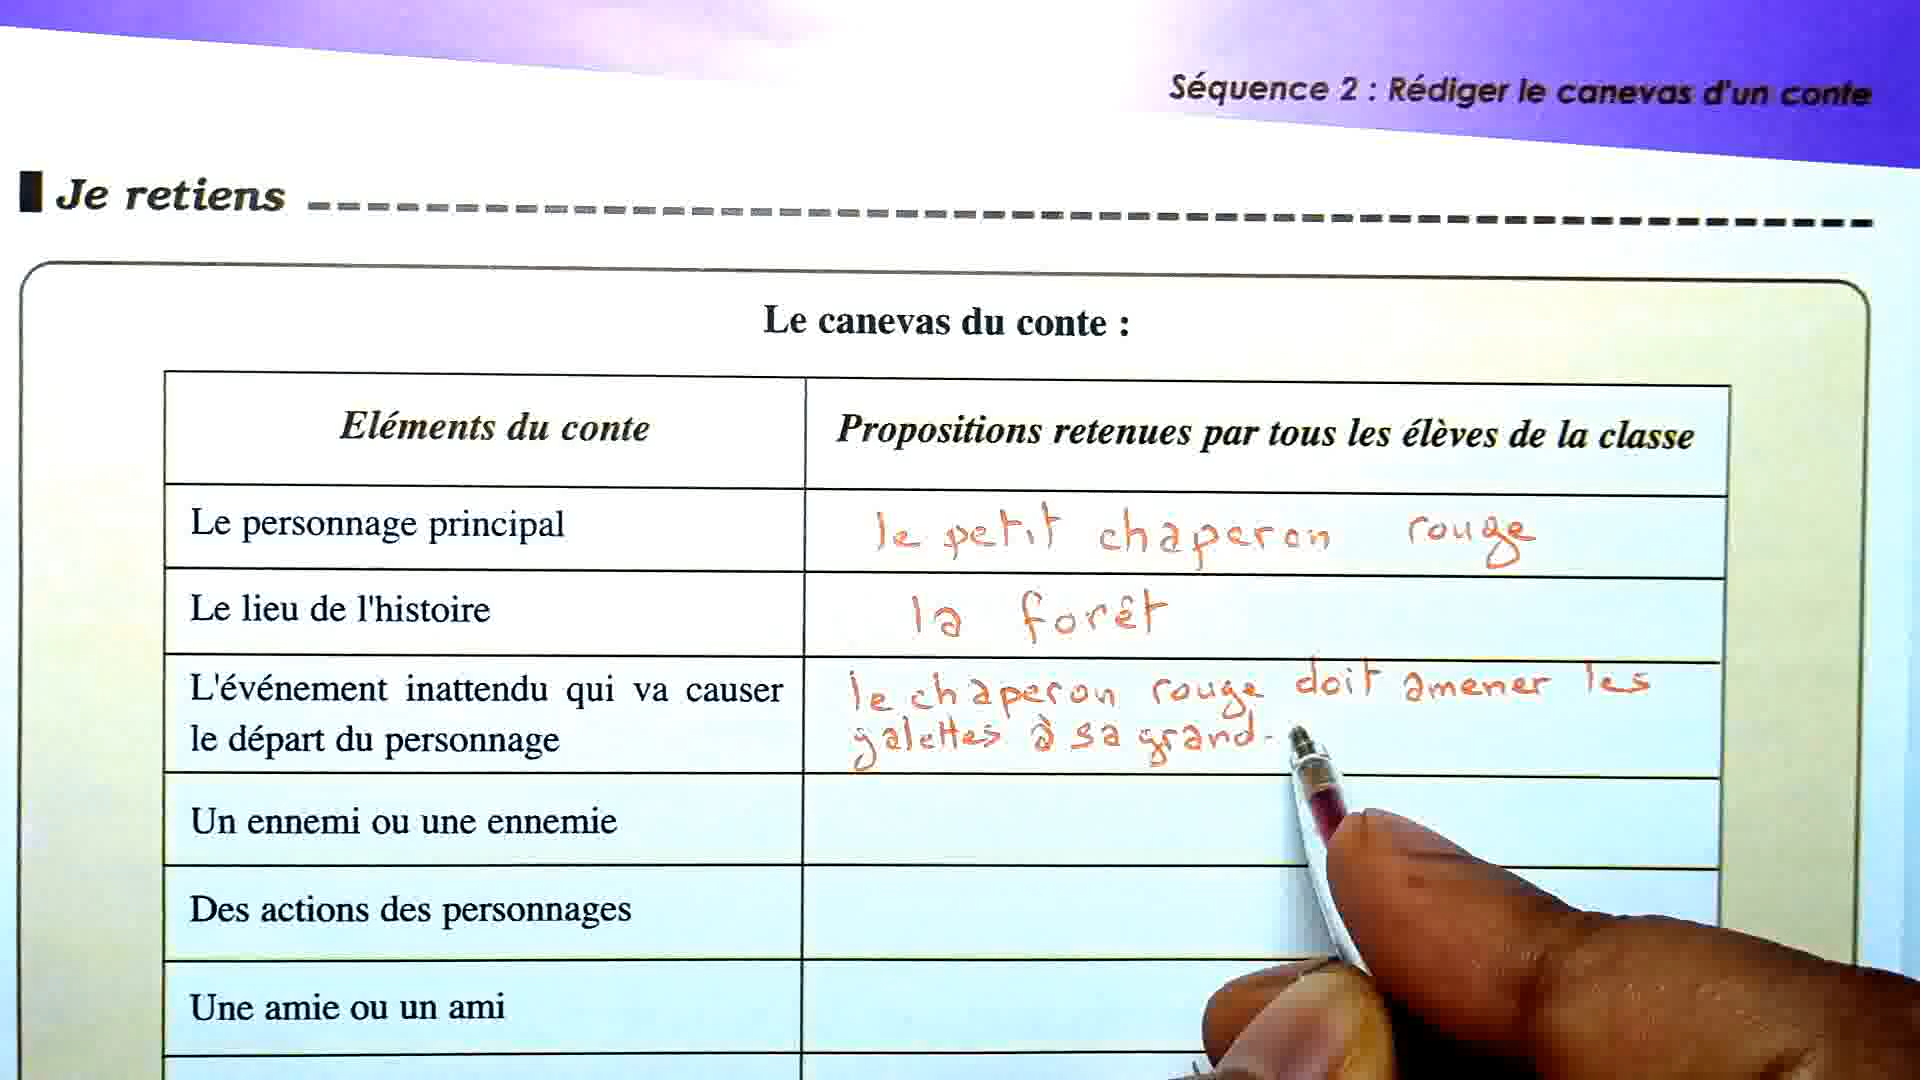 Séquence 2 : Rédiger le canevas d'un conte
Je retiens
Le canevas du conte :
Eléments du conte
Propositions retenues par tous les élèves de la classe
Le personnage principal
le petit chaperon rouge
Le lieu de l'histoire
la forêt
L'événement inattendu qui va causer
le départ du personnage
le chaperon rouge doit amener les
galettes à sa grand-
Un ennemi ou une ennemie
Des actions des personnages
Une amie ou un ami